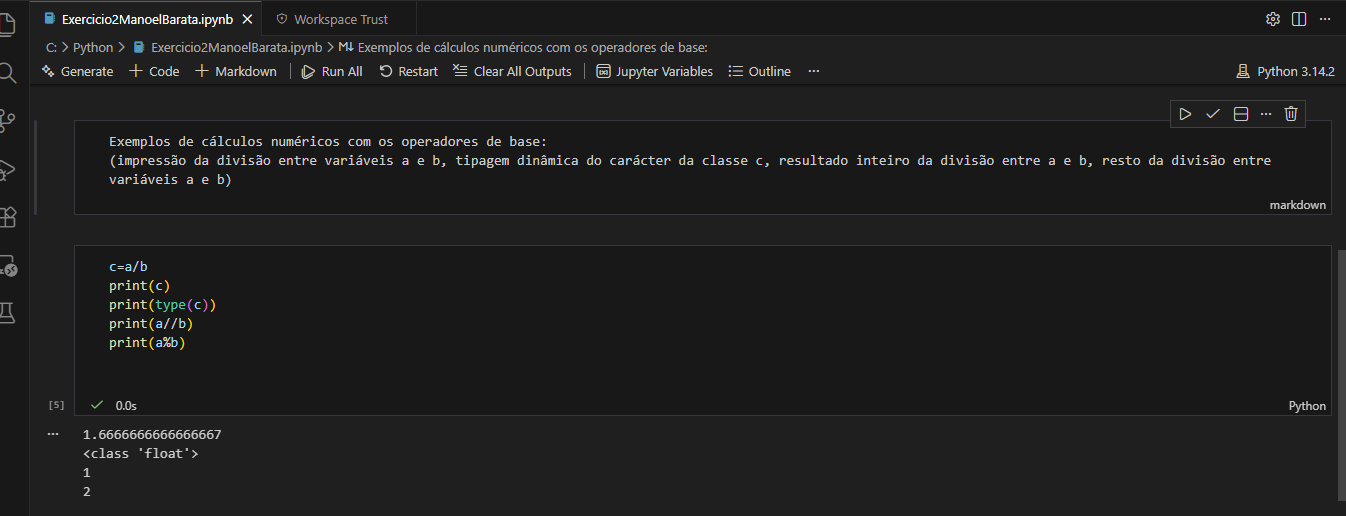 Exercicio2ManoelBarata.ipynb
Workspace Trust
C: > Python > Exercicio2ManoelBarata.ipynb > M↓ Exemplos de cálculos numéricos com os operadores de base:
Generate + Code + Markdown | Run All Restart Clear All Outputs | Jupyter Variables Outline ... Python 3.14.2
Exemplos de cálculos numéricos com os operadores de base:
(impressão da divisão entre variáveis a e b, tipagem dinâmica do carácter da classe c, resultado inteiro da divisão entre a e b, resto da divisão entre
variáveis a e b)
markdown
c=a/b
print(c)
print(type(c))
print(a//b)
print(a%b)
[5] 0.0s Python
1.6666666666666667
<class 'float'>
1
2